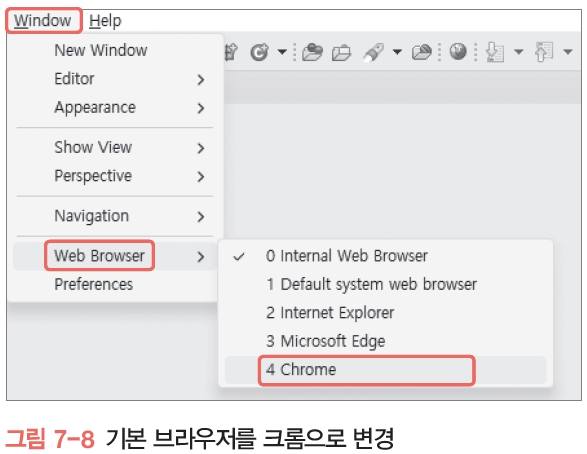 Window Help
New Window
Editor
Appearance
Show View
Perspective
Navigation
Web Browser
Preferences
0 Internal Web Browser
1 Default system web browser
2 Internet Explorer
3 Microsoft Edge
4 Chrome
그림 7-8 기본 브라우저를 크롬으로 변경